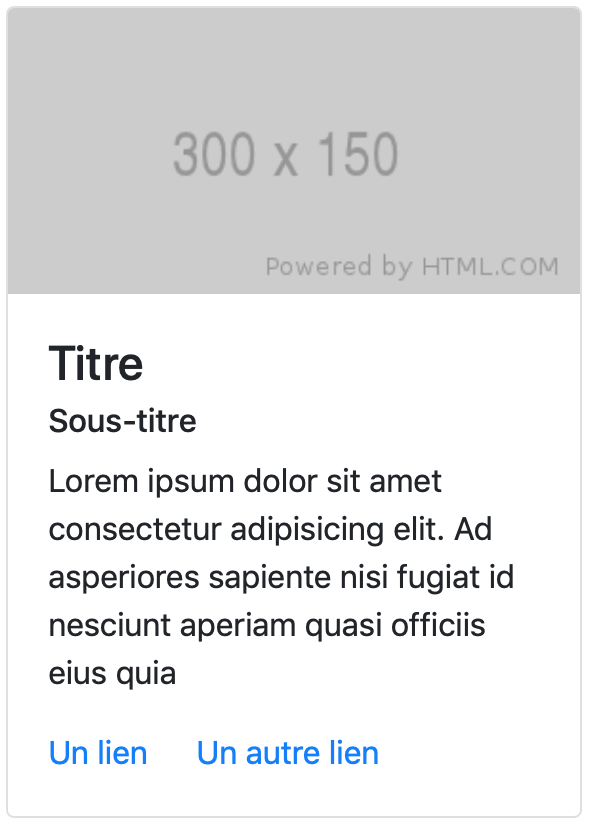 300 x 150
Powered by HTML.COM
Titre
Sous-titre
Lorem ipsum dolor sit amet
consectetur adipisicing elit. Ad
asperiores sapiente nisi fugiat id
nesciunt aperiam quasi officiis
eius quia
Un lien Un autre lien